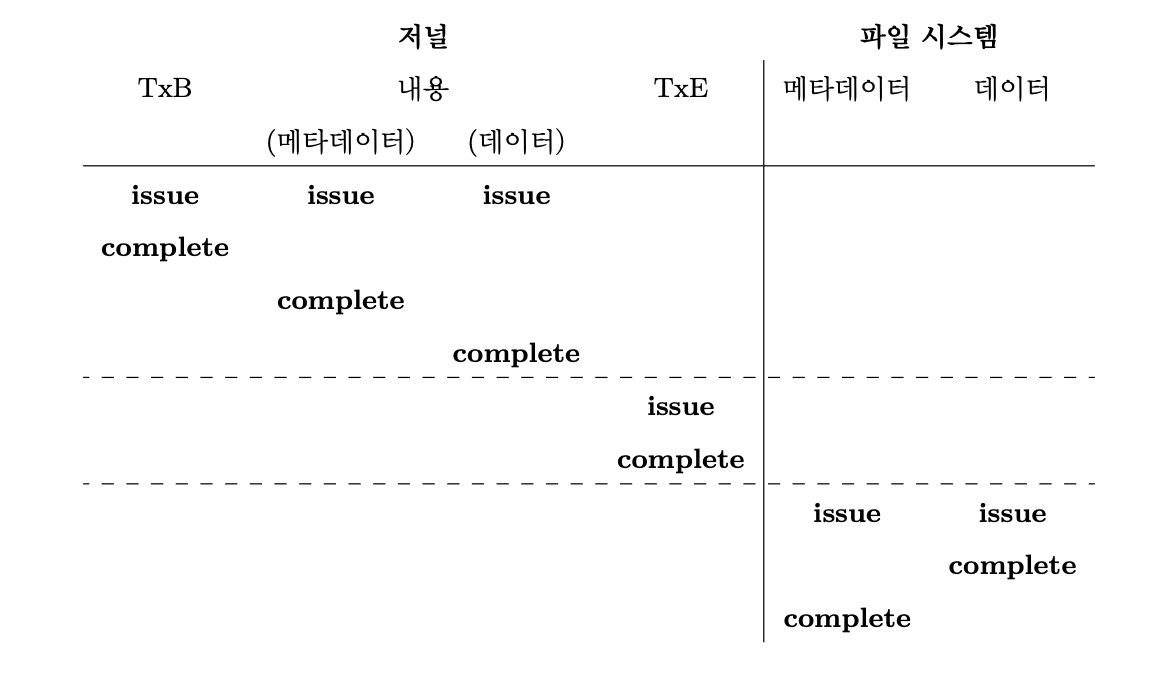 저널 파일 시스템
TxB 내용 TxE 메타데이터 데이터
(메타데이터) (데이터)
issue issue issue
complete
complete
complete
issue
complete
issue issue
complete
complete